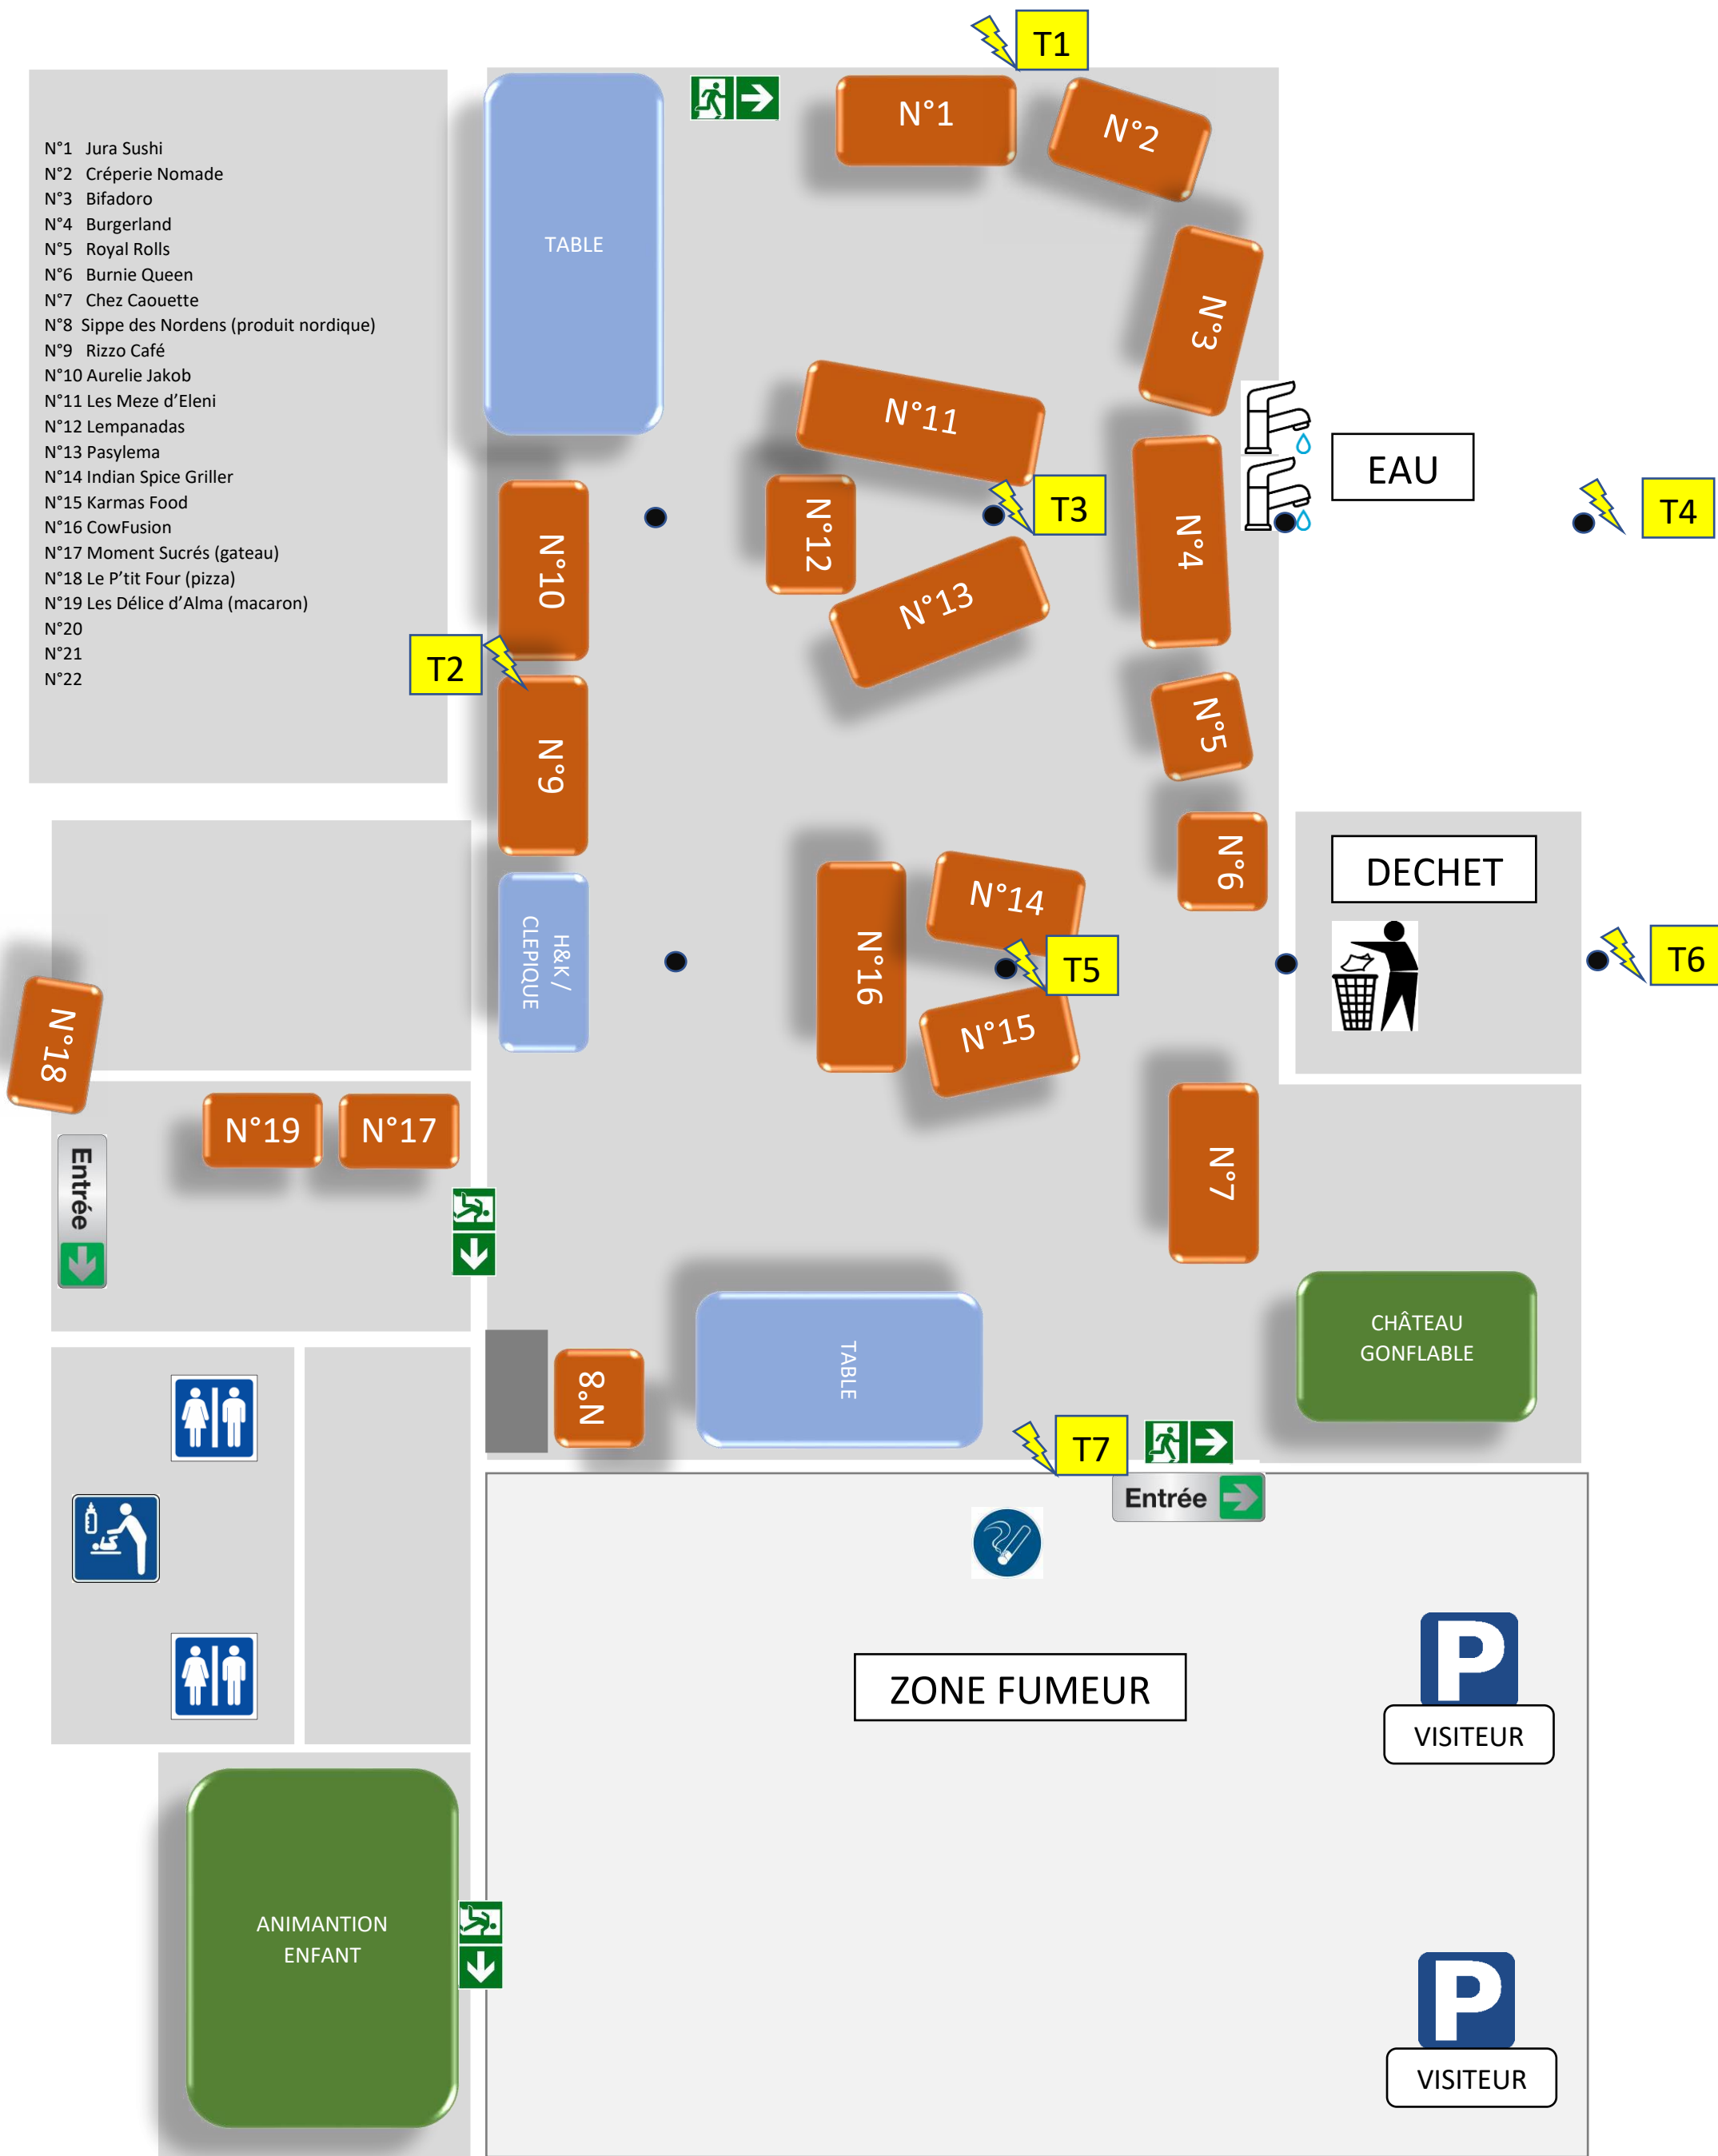 T1
N°1
N°2
N°1 Jura Sushi
N°2 Créperie Nomade
N°3 Bifadoro
N°4 Burgerland
N°5 Royal Rolls
N°6 Burnie Queen
N°7 Chez Caouette
N°8 Sippe des Nordens (produit nordique)
N°9 Rizzo Café
N°10 Aurelie Jakob
N°11 Les Meze d'Eleni
N°12 Lempanadas
N°13 Pasylema
N°14 Indian Spice Griller
N°15 Karmas Food
N°16 CowFusion
N°17 Moment Sucrés (gateau)
N°18 Le P'tit Four (pizza)
N°19 Les Délice d'Alma (macaron)
N°20
N°21
N°22
TABLE
N°3
N°11
EAU
T3
T4
N°12
N°4
N°10
N°13
T2
N°5
N°9
N°6
DECHET
N°14
H&K /
CLEPIQUE
N°16
T5
T6
N°15
N°18
N°19
N°17
N°7
Entrée
CHÂTEAU
GONFLABLE
TABLE
N°8
T7
Entrée
ZONE FUMEUR
P
VISITEUR
ANIMANTION
ENFANT
P
VISITEUR